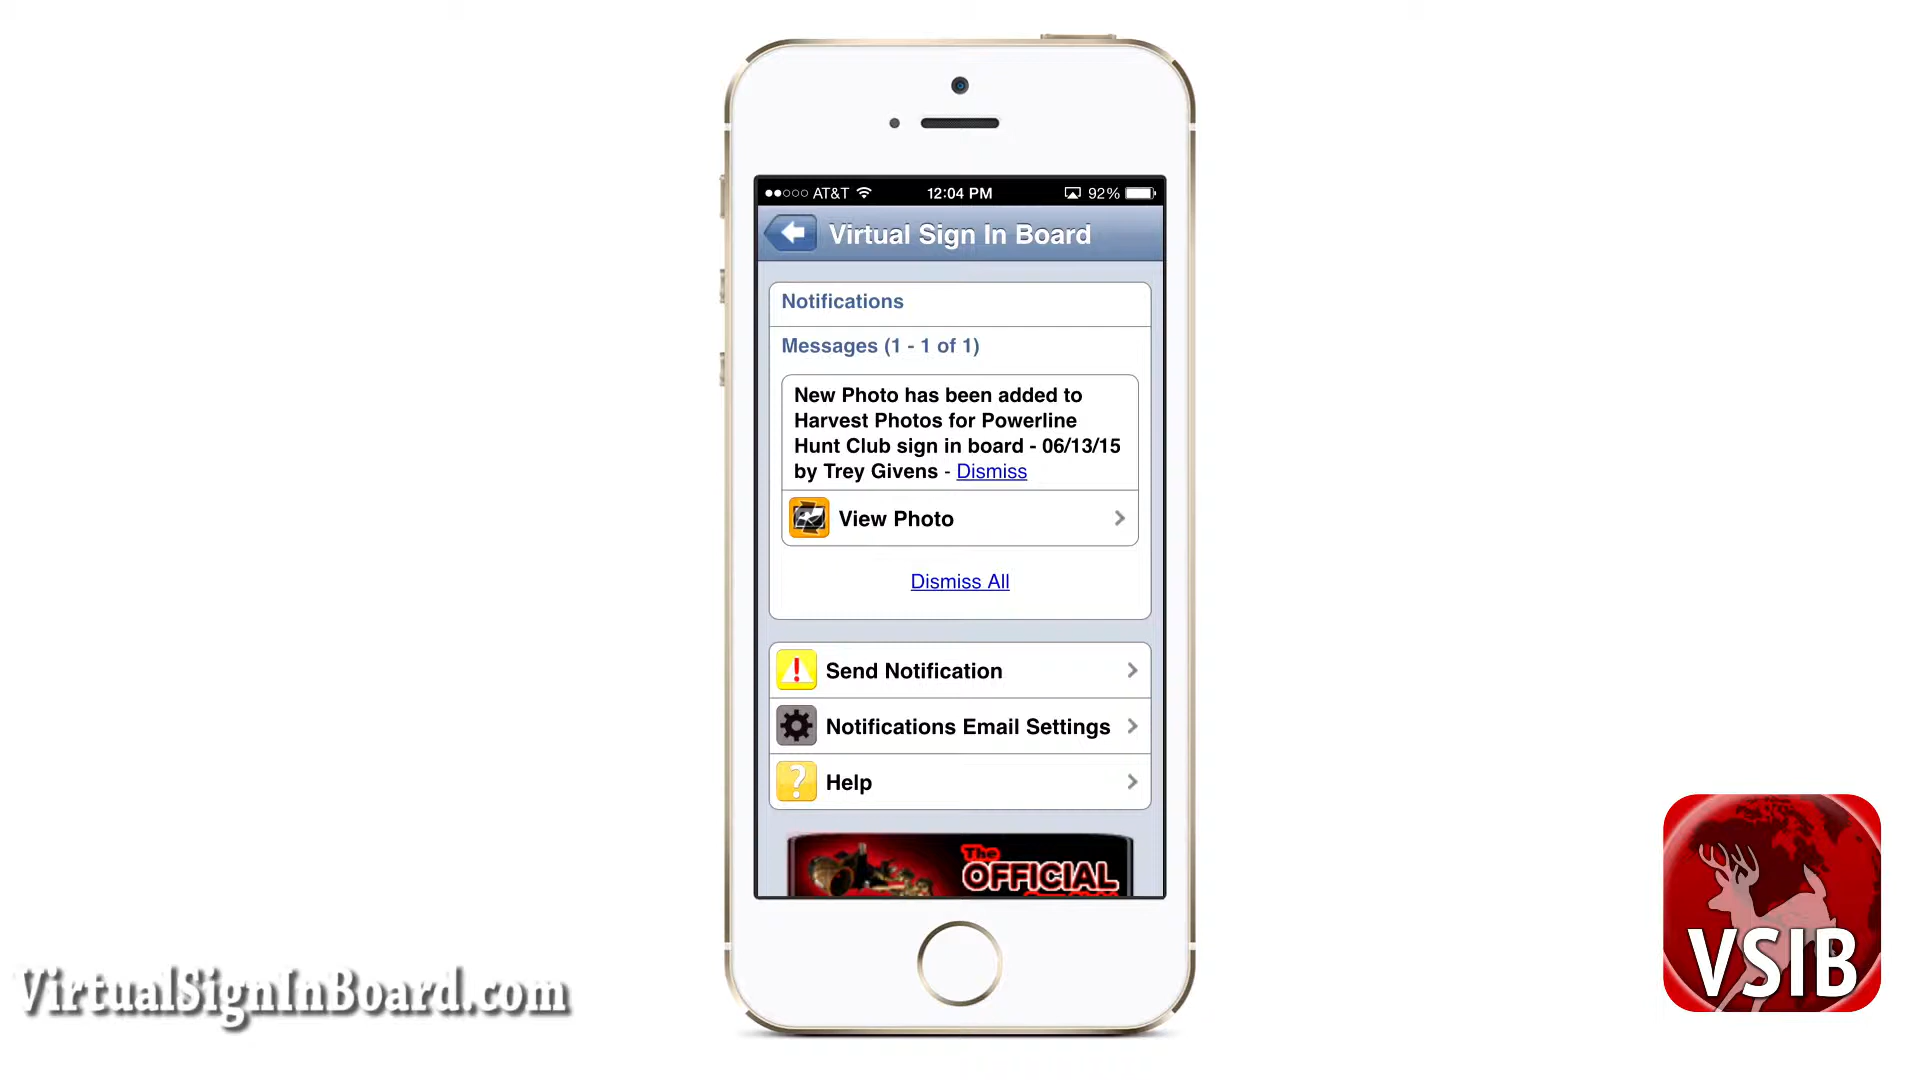 AT&T 12:04 PM 92%
Virtual Sign In Board
Notifications
Messages (1 - 1 of 1)
New Photo has been added to
Harvest Photos for Powerline
Hunt Club sign in board - 06/13/15
by Trey Givens - Dismiss
View Photo
Dismiss All
Send Notification
Notifications Email Settings
Help
The
OFFICIAL
VirtualSignInBoard.com
VSIB